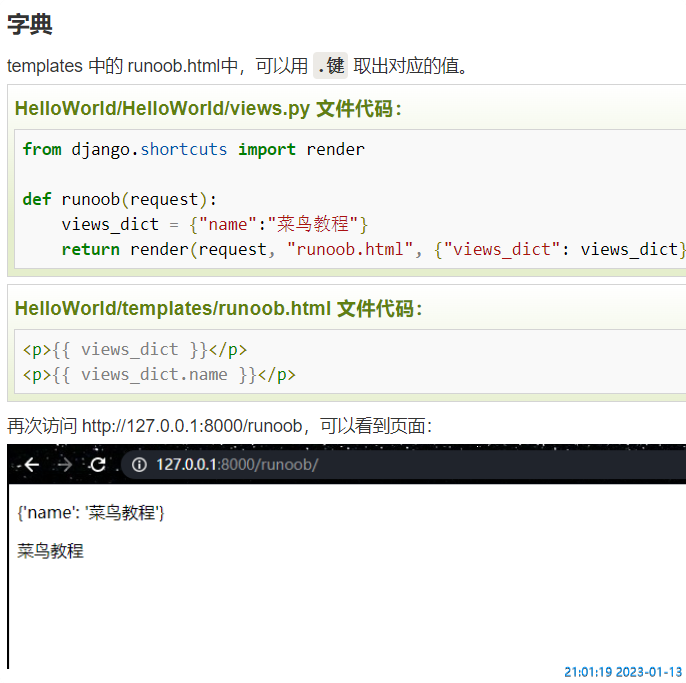 字典
templates 中的 runoob.html中，可以用 .键 取出对应的值。
HelloWorld/HelloWorld/views.py 文件代码：
from django.shortcuts import render
def runoob(request):
views_dict = {"name":"菜鸟教程"}
return render(request, "runoob.html", {"views_dict": views_dict}
HelloWorld/templates/runoob.html 文件代码：
<p>{{ views_dict }}</p>
<p>{{ views_dict.name }}</p>
再次访问 http://127.0.0.1:8000/runoob，可以看到页面：
127.0.0.1:8000/runoob/
{'name': '菜鸟教程'}
菜鸟教程
21:01:19 2023-01-13